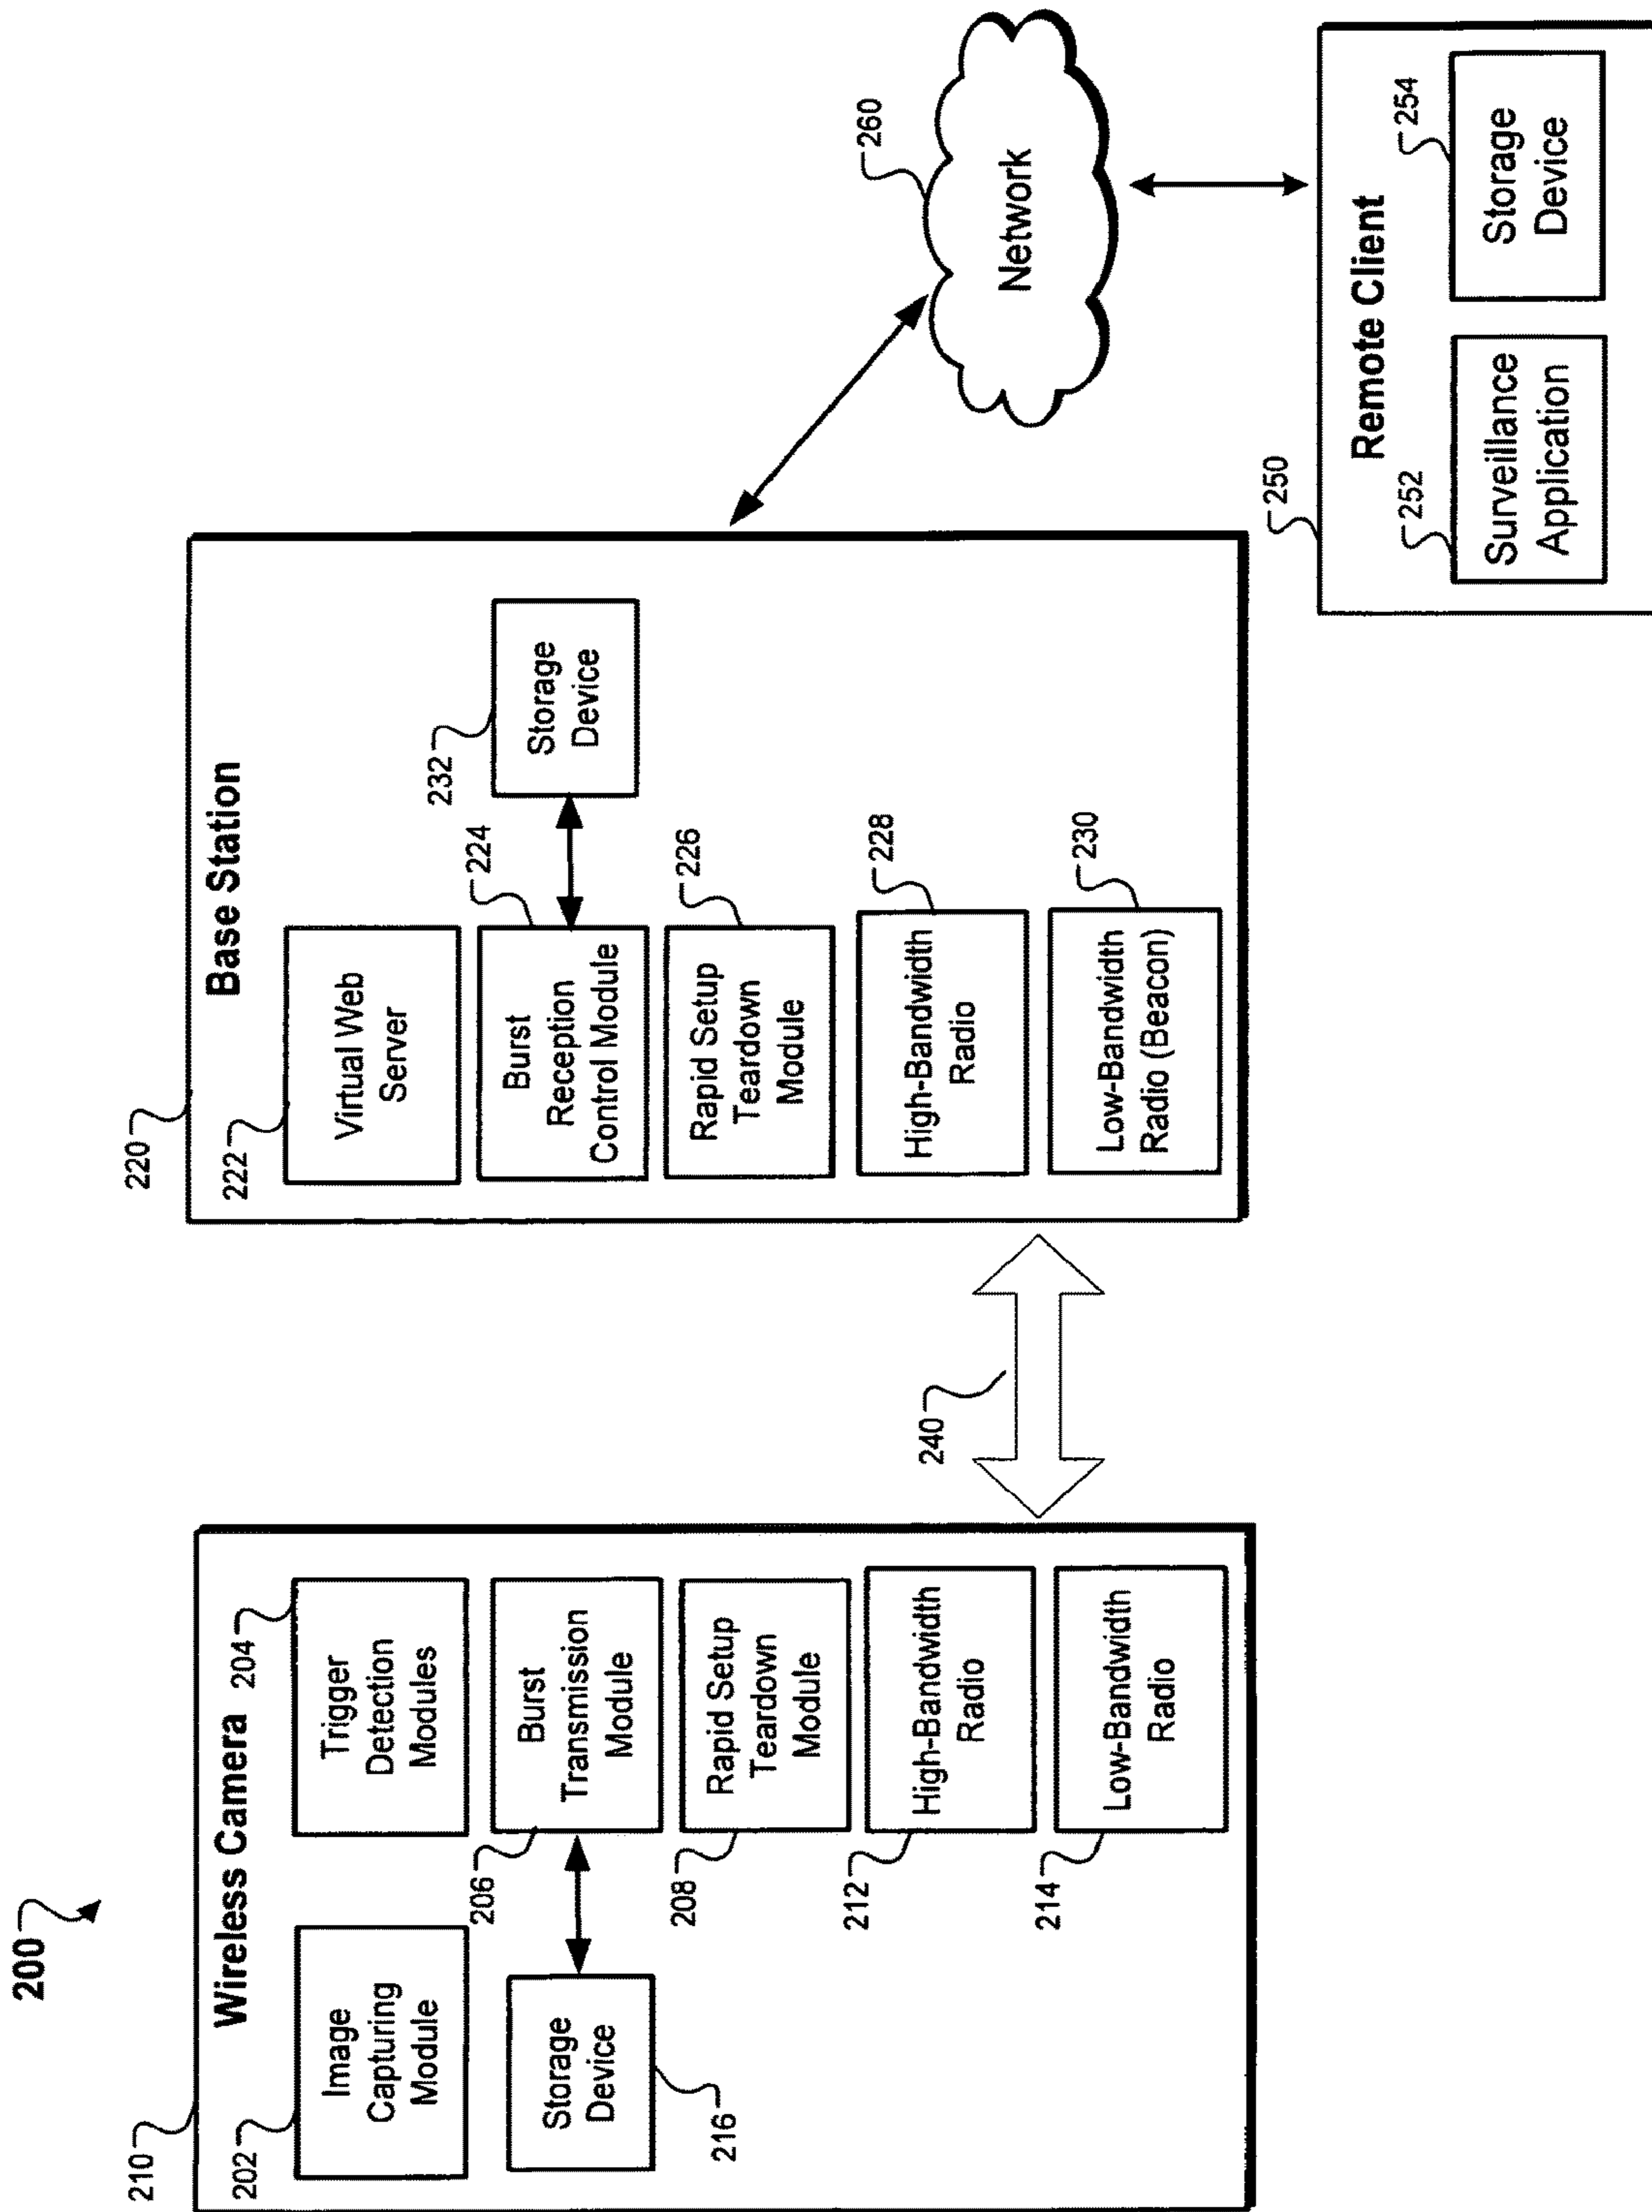 200
210
Wireless Camera
202
Image
Capturing
Module
204
Trigger
Detection
Modules
Storage
Device
216
206
Burst
Transmission
Module
208
Rapid Setup
Teardown
Module
212
High-Bandwidth
Radio
214
Low-Bandwidth
Radio
240
220
Base Station
222
Virtual Web
Server
224
Burst
Reception
Control Module
232
Storage
Device
226
Rapid Setup
Teardown
Module
228
High-Bandwidth
Radio
230
Low-Bandwidth
Radio (Beacon)
260
Network
250
Remote Client
252
Surveillance
Application
254
Storage
Device